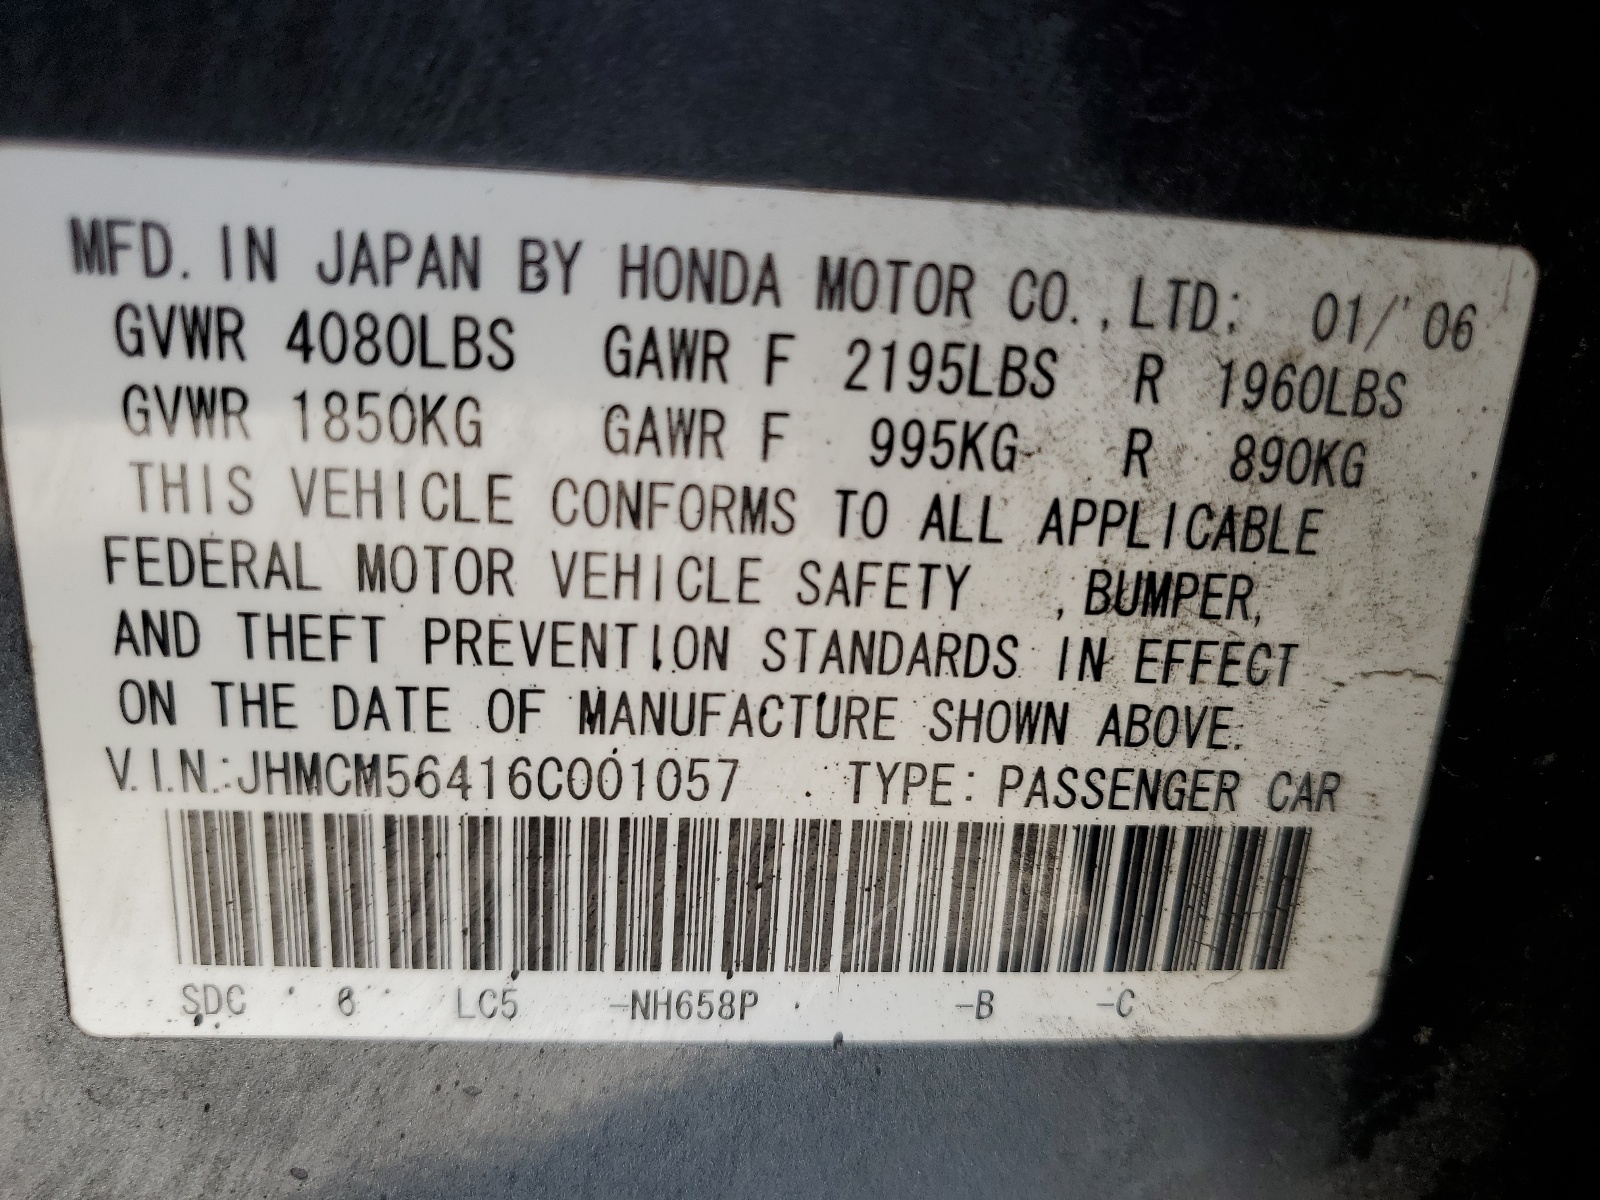 MFD. IN JAPAN BY HONDA MOTOR CO.,LTD: 01/'06
GVWR 4080LBS GAWR F 2195LBS R 1960LBS
GVWR 1850KG GAWR F 995KG R 890KG
THIS VEHICLE CONFORMS TO ALL APPLICABLE
FEDERAL MOTOR VEHICLE SAFETY ,BUMPER,
AND THEFT PREVENTION STANDARDS IN EFFECT
ON THE DATE OF MANUFACTURE SHOWN ABOVE.
V.I.N.:JHMCM56416C001057 TYPE: PASSENGER CAR
SDC 6 LC5 -NH658P -B -C